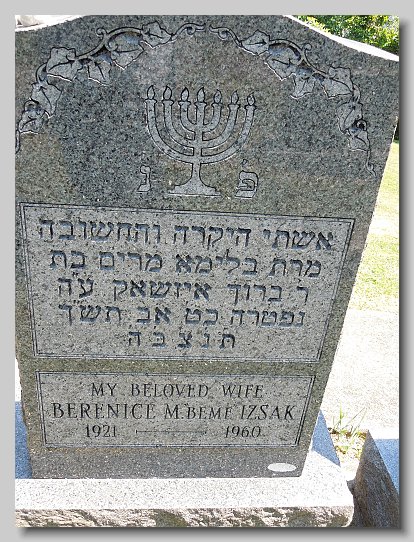 פ נ
אשתי היקרה והחשובה
מרת בלימא מרים בת
ר' ברוך איזשאק ע"ה
נפטרה כט אב תש"ך
ת נ צ ב ה
MY BELOVED WIFE
BERENICE M. BEME IZSAK
1921 1960